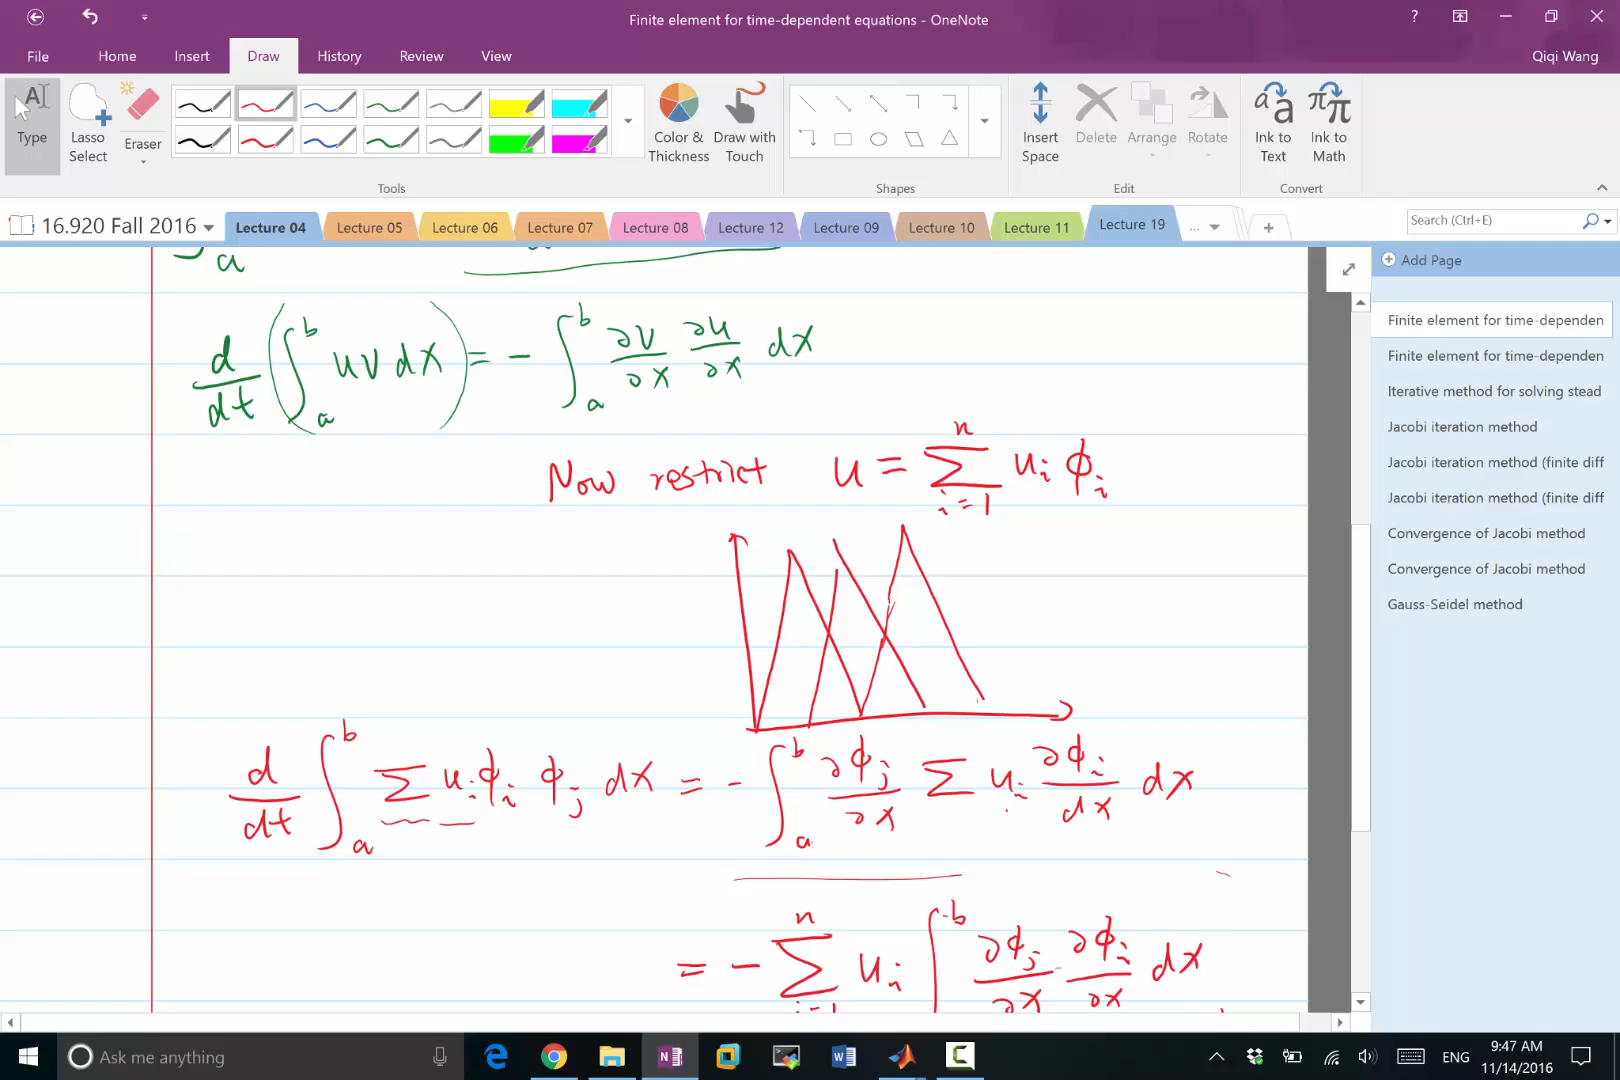 Finite element for time-dependent equations - OneNote
?
File Home Insert Draw History Review View
Qiqi Wang
Type
Lasso Select
Eraser
Color & Thickness
Draw with Touch
Insert Space
Delete
Arrange
Rotate
Ink to Text
Ink to Math
Tools Shapes Edit Convert
16.920 Fall 2016
Lecture 04 Lecture 05 Lecture 06 Lecture 07 Lecture 08 Lecture 12 Lecture 09 Lecture 10 Lecture 11 Lecture 19 ...
Search (Ctrl+E)
Add Page
Finite element for time-dependen
Finite element for time-dependen
Iterative method for solving stead
Jacobi iteration method
Jacobi iteration method (finite diff
Jacobi iteration method (finite diff
Convergence of Jacobi method
Convergence of Jacobi method
Gauss-Seidel method
∫_a
d/dt (∫_a^b uv dx) = - ∫_a^b ∂v/∂x ∂u/∂x dx
Now restrict u = Σ_{i=1}^n u_i ϕ_i
d/dt ∫_a^b Σ u_i ϕ_i ϕ_j dx = - ∫_a^b ∂ϕ_j/∂x Σ u_i ∂ϕ_i/dx dx
= - Σ_{i=1}^n u_i ∫^b ∂ϕ_j/∂x ∂ϕ_i/∂x dx
Ask me anything
ENG
9:47 AM
11/14/2016